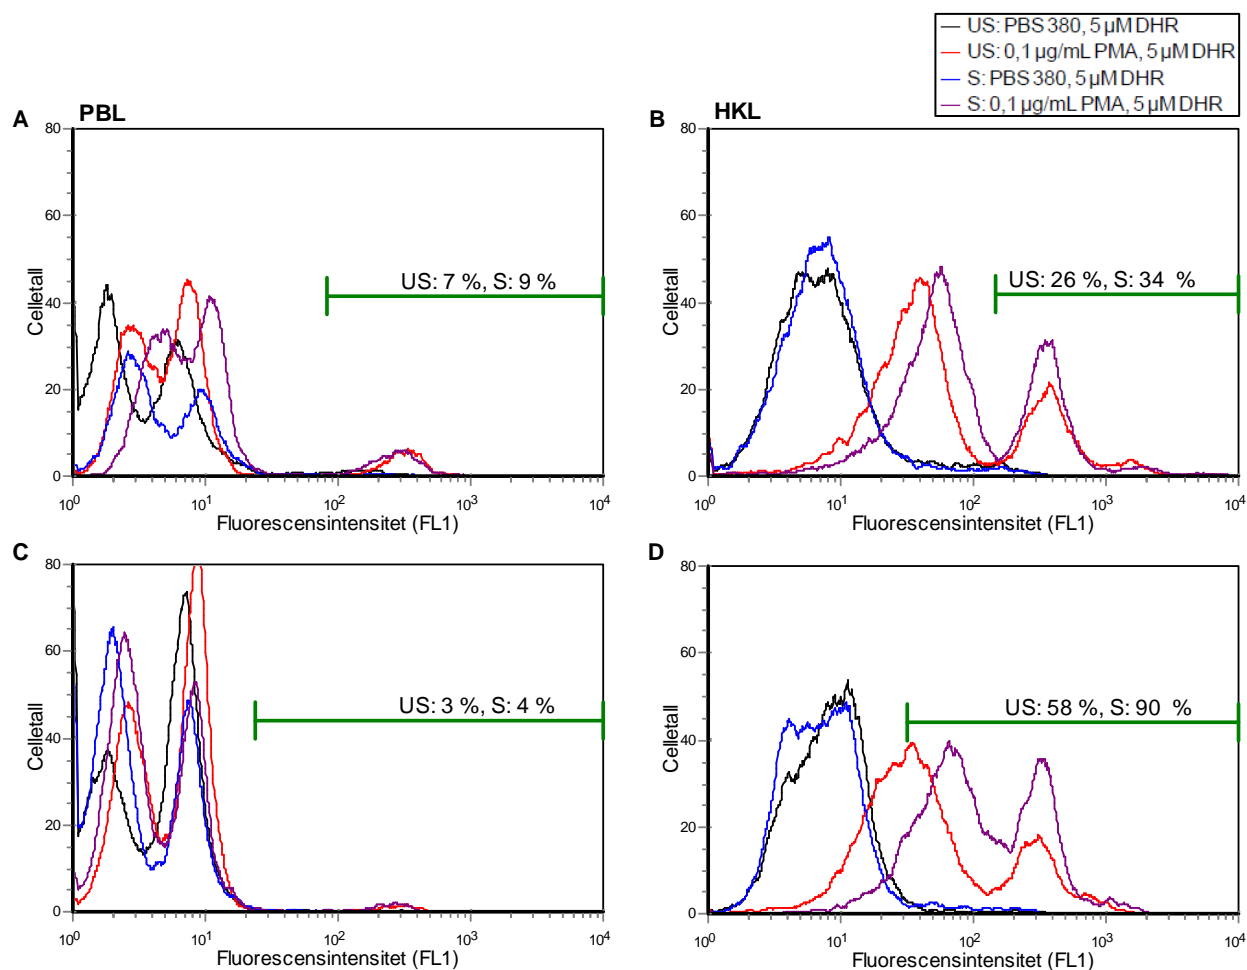 US: PBS 380, 5 µM DHR
US: 0,1 µg/mL PMA, 5 µM DHR
S: PBS 380, 5 µM DHR
S: 0,1 µg/mL PMA, 5 µM DHR
A PBL
80
60
40
20
0
Celletall
US: 7 %, S: 9 %
10^0 10^1 10^2 10^3 10^4
Fluorescensintensitet (FL1)
B HKL
80
60
40
20
0
Celletall
US: 26 %, S: 34 %
10^0 10^1 10^2 10^3 10^4
Fluorescensintensitet (FL1)
C
80
60
40
20
0
Celletall
US: 3 %, S: 4 %
10^0 10^1 10^2 10^3 10^4
Fluorescensintensitet (FL1)
D
80
60
40
20
0
Celletall
US: 58 %, S: 90 %
10^0 10^1 10^2 10^3 10^4
Fluorescensintensitet (FL1)